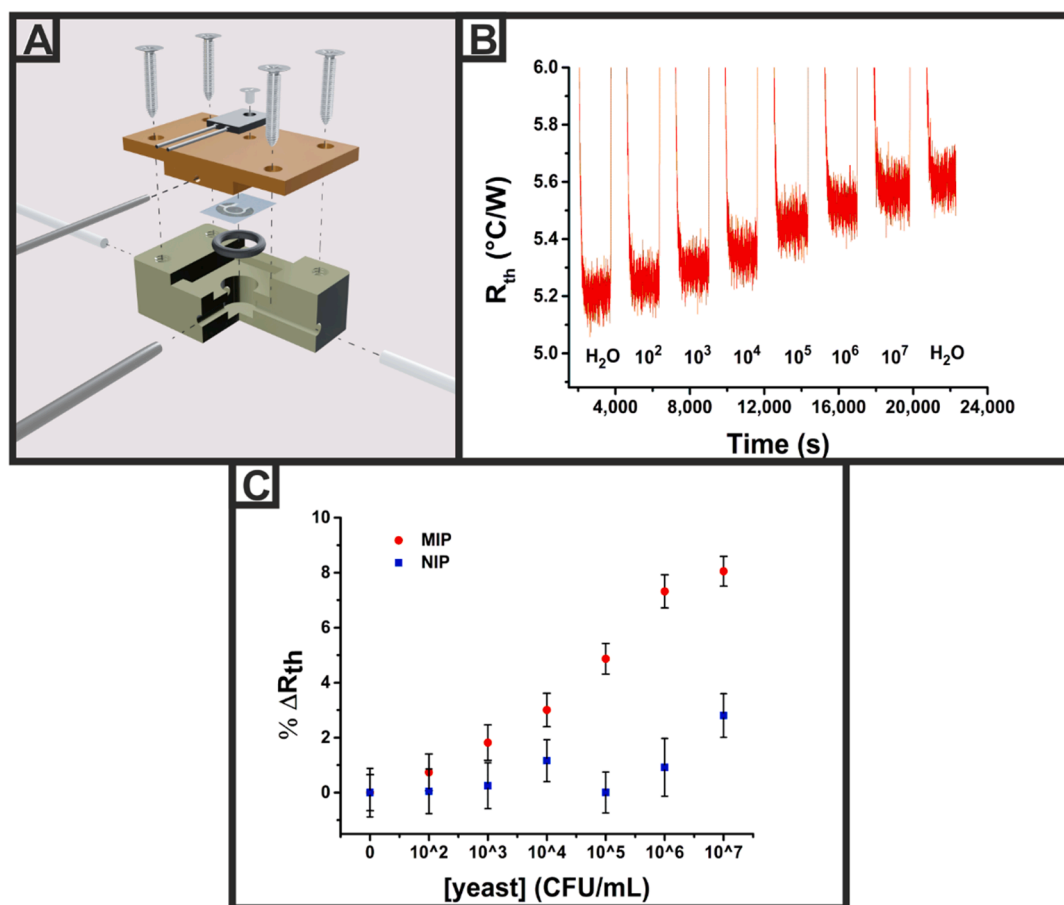 A
B
6.0
5.8
5.6
5.4
5.2
5.0
Rth (°C/W)
H2O 10² 10³ 10⁴ 10⁵ 10⁶ 10⁷ H2O
4,000 8,000 12,000 16,000 20,000 24,000
Time (s)
C
10
8
6
4
2
0
% ΔRth
MIP
NIP
0 10^2 10^3 10^4 10^5 10^6 10^7
[yeast] (CFU/mL)